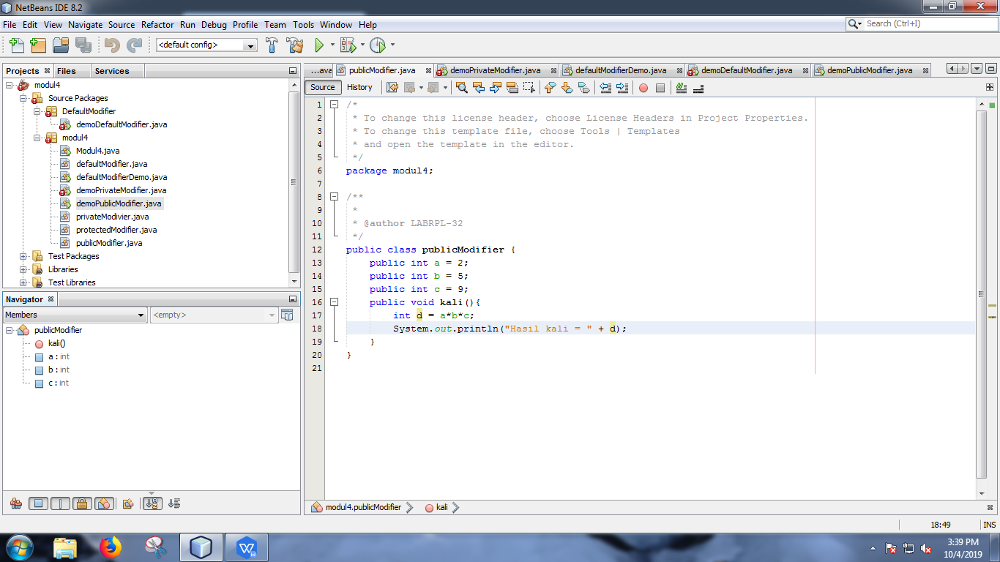 NetBeans IDE 8.2
File Edit View Navigate Source Refactor Run Debug Profile Team Tools Window Help
Search (Ctrl+I)
<default config>
Projects Files Services
modul4
Source Packages
DefaultModifier
demoDefaultModifier.java
modul4
Modul4.java
defaultModifier.java
defaultModifierDemo.java
demoPrivateModifier.java
demoPublicModifier.java
privateModivier.java
protectedModifier.java
publicModifier.java
Test Packages
Libraries
Test Libraries
Navigator
Members <empty>
publicModifier
kali()
a : int
b : int
c : int
...ava publicModifier.java demoPrivateModifier.java defaultModifierDemo.java demoDefaultModifier.java demoPublicModifier.java
Source History
1 /*
2 * To change this license header, choose License Headers in Project Properties.
3 * To change this template file, choose Tools | Templates
4 * and open the template in the editor.
5 */
6 package modul4;
7
8 /**
9 *
10 * @author LABRPL-32
11 */
12 public class publicModifier {
13 public int a = 2;
14 public int b = 5;
15 public int c = 9;
16 public void kali(){
17 int d = a*b*c;
18 System.out.println("Hasil kali = " + d);
19 }
20 }
21
modul4.publicModifier kali
18:49 INS
3:39 PM
10/4/2019